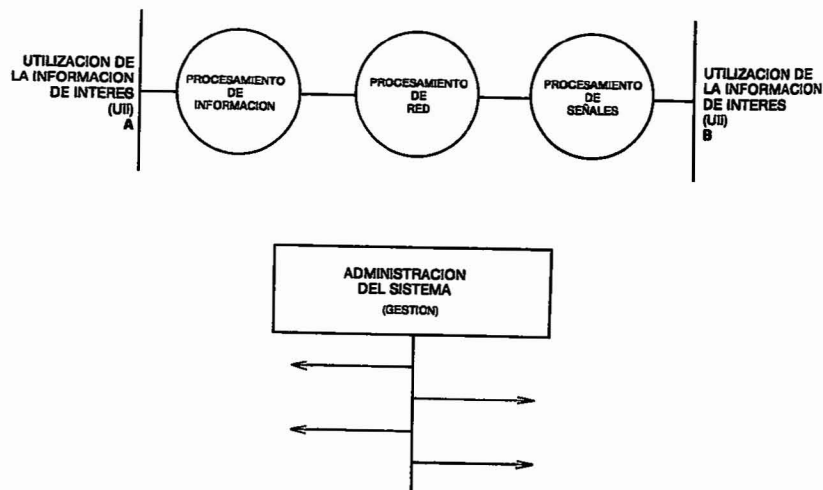 UTILIZACION DE
LA INFORMACION
DE INTERES
(UII)
A
PROCESAMIENTO
DE
INFORMACION
PROCESAMIENTO
DE
RED
PROCESAMIENTO
DE
SEÑALES
UTILIZACION DE
LA INFORMACION
DE INTERES
(UII)
B
ADMINISTRACION
DEL SISTEMA
(GESTION)